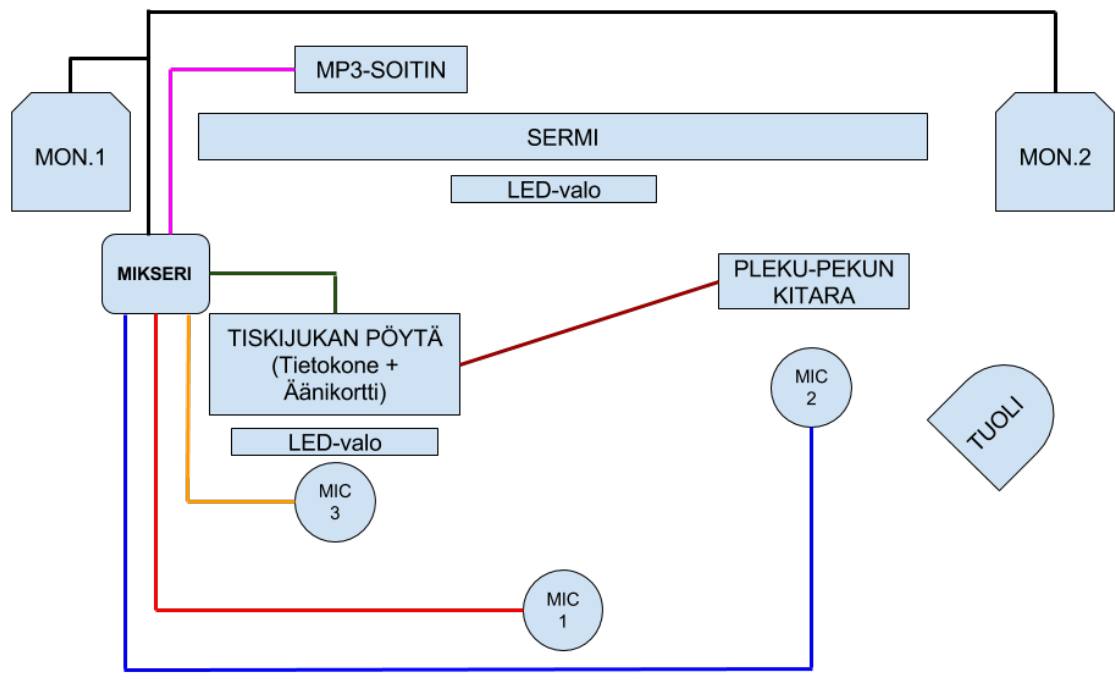 MP3-SOITIN
SERMI
MON.1
MON.2
LED-valo
MIKSERI
PLEKU-PEKUN
KITARA
TISKIJUKAN PÖYTÄ
(Tietokone +
Äänikortti)
MIC
2
TUOLI
LED-valo
MIC
3
MIC
1